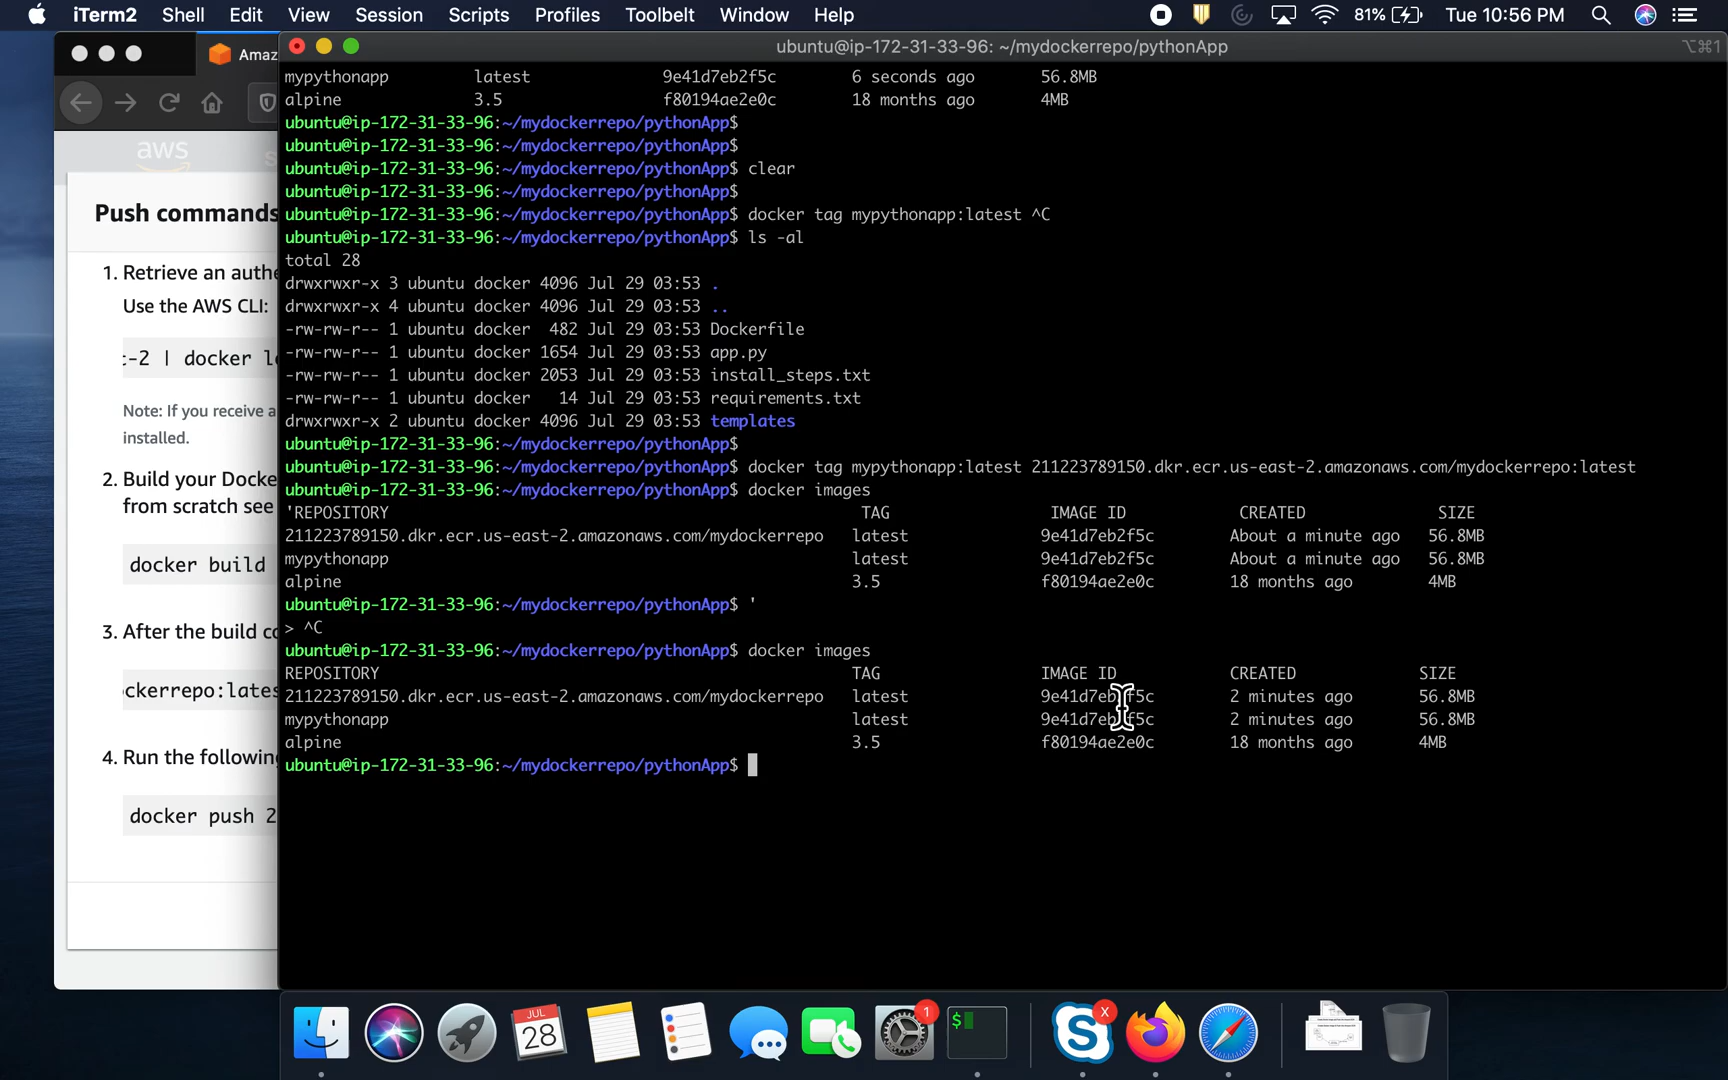 iTerm2 Shell Edit View Session Scripts Profiles Toolbelt Window Help 81% Tue 10:56 PM
Amaz
ubuntu@ip-172-31-33-96: ~/mydockerrepo/pythonApp ⌥⌘1
aws S
Push commands
1. Retrieve an authe
Use the AWS CLI:
t-2 | docker lo
Note: If you receive a
installed.
2. Build your Docke
from scratch see
docker build
3. After the build co
ockerrepo:lates
4. Run the following
docker push 2
mypythonapp latest 9e41d7eb2f5c 6 seconds ago 56.8MB
alpine 3.5 f80194ae2e0c 18 months ago 4MB
ubuntu@ip-172-31-33-96:~/mydockerrepo/pythonApp$
ubuntu@ip-172-31-33-96:~/mydockerrepo/pythonApp$
ubuntu@ip-172-31-33-96:~/mydockerrepo/pythonApp$ clear
ubuntu@ip-172-31-33-96:~/mydockerrepo/pythonApp$
ubuntu@ip-172-31-33-96:~/mydockerrepo/pythonApp$ docker tag mypythonapp:latest ^C
ubuntu@ip-172-31-33-96:~/mydockerrepo/pythonApp$ ls -al
total 28
drwxrwxr-x 3 ubuntu docker 4096 Jul 29 03:53 .
drwxrwxr-x 4 ubuntu docker 4096 Jul 29 03:53 ..
-rw-rw-r-- 1 ubuntu docker 482 Jul 29 03:53 Dockerfile
-rw-rw-r-- 1 ubuntu docker 1654 Jul 29 03:53 app.py
-rw-rw-r-- 1 ubuntu docker 2053 Jul 29 03:53 install_steps.txt
-rw-rw-r-- 1 ubuntu docker 14 Jul 29 03:53 requirements.txt
drwxrwxr-x 2 ubuntu docker 4096 Jul 29 03:53 templates
ubuntu@ip-172-31-33-96:~/mydockerrepo/pythonApp$
ubuntu@ip-172-31-33-96:~/mydockerrepo/pythonApp$ docker tag mypythonapp:latest 211223789150.dkr.ecr.us-east-2.amazonaws.com/mydockerrepo:latest
ubuntu@ip-172-31-33-96:~/mydockerrepo/pythonApp$ docker images
'REPOSITORY TAG IMAGE ID CREATED SIZE
211223789150.dkr.ecr.us-east-2.amazonaws.com/mydockerrepo latest 9e41d7eb2f5c About a minute ago 56.8MB
mypythonapp latest 9e41d7eb2f5c About a minute ago 56.8MB
alpine 3.5 f80194ae2e0c 18 months ago 4MB
ubuntu@ip-172-31-33-96:~/mydockerrepo/pythonApp$ '
> ^C
ubuntu@ip-172-31-33-96:~/mydockerrepo/pythonApp$ docker images
REPOSITORY TAG IMAGE ID CREATED SIZE
211223789150.dkr.ecr.us-east-2.amazonaws.com/mydockerrepo latest 9e41d7eb2f5c 2 minutes ago 56.8MB
mypythonapp latest 9e41d7eb2f5c 2 minutes ago 56.8MB
alpine 3.5 f80194ae2e0c 18 months ago 4MB
ubuntu@ip-172-31-33-96:~/mydockerrepo/pythonApp$
JUL
28
1
$
X